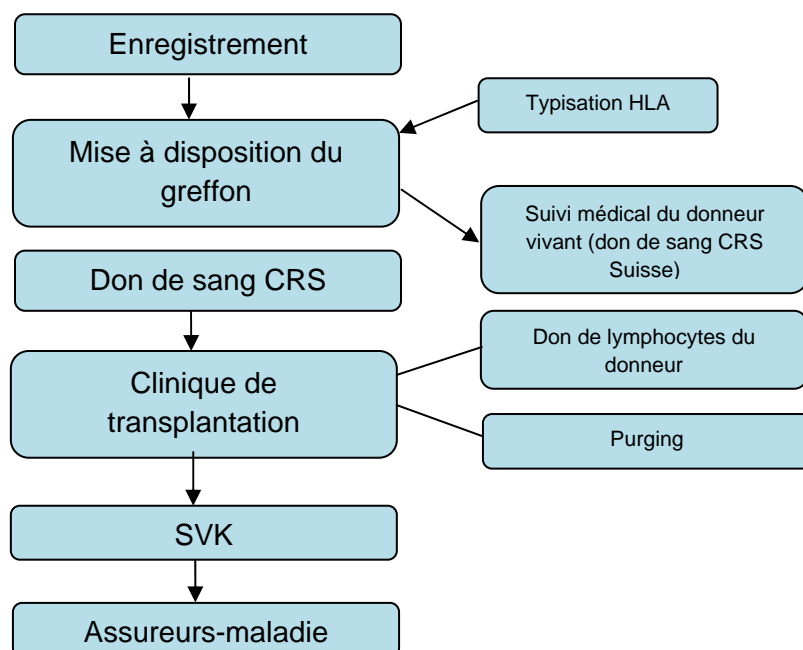 Enregistrement
Typisation HLA
Mise à disposition du
greffon
Suivi médical du donneur
vivant (don de sang CRS
Suisse)
Don de sang CRS
Don de lymphocytes du
donneur
Clinique de
transplantation
Purging
SVK
Assureurs-maladie